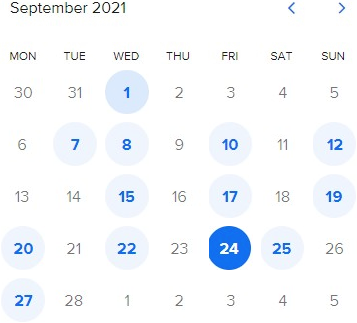 September 2021
MON TUE WED THU FRI SAT SUN
30 31 1 2 3 4 5
6 7 8 9 10 11 12
13 14 15 16 17 18 19
20 21 22 23 24 25 26
27 28 1 2 3 4 5